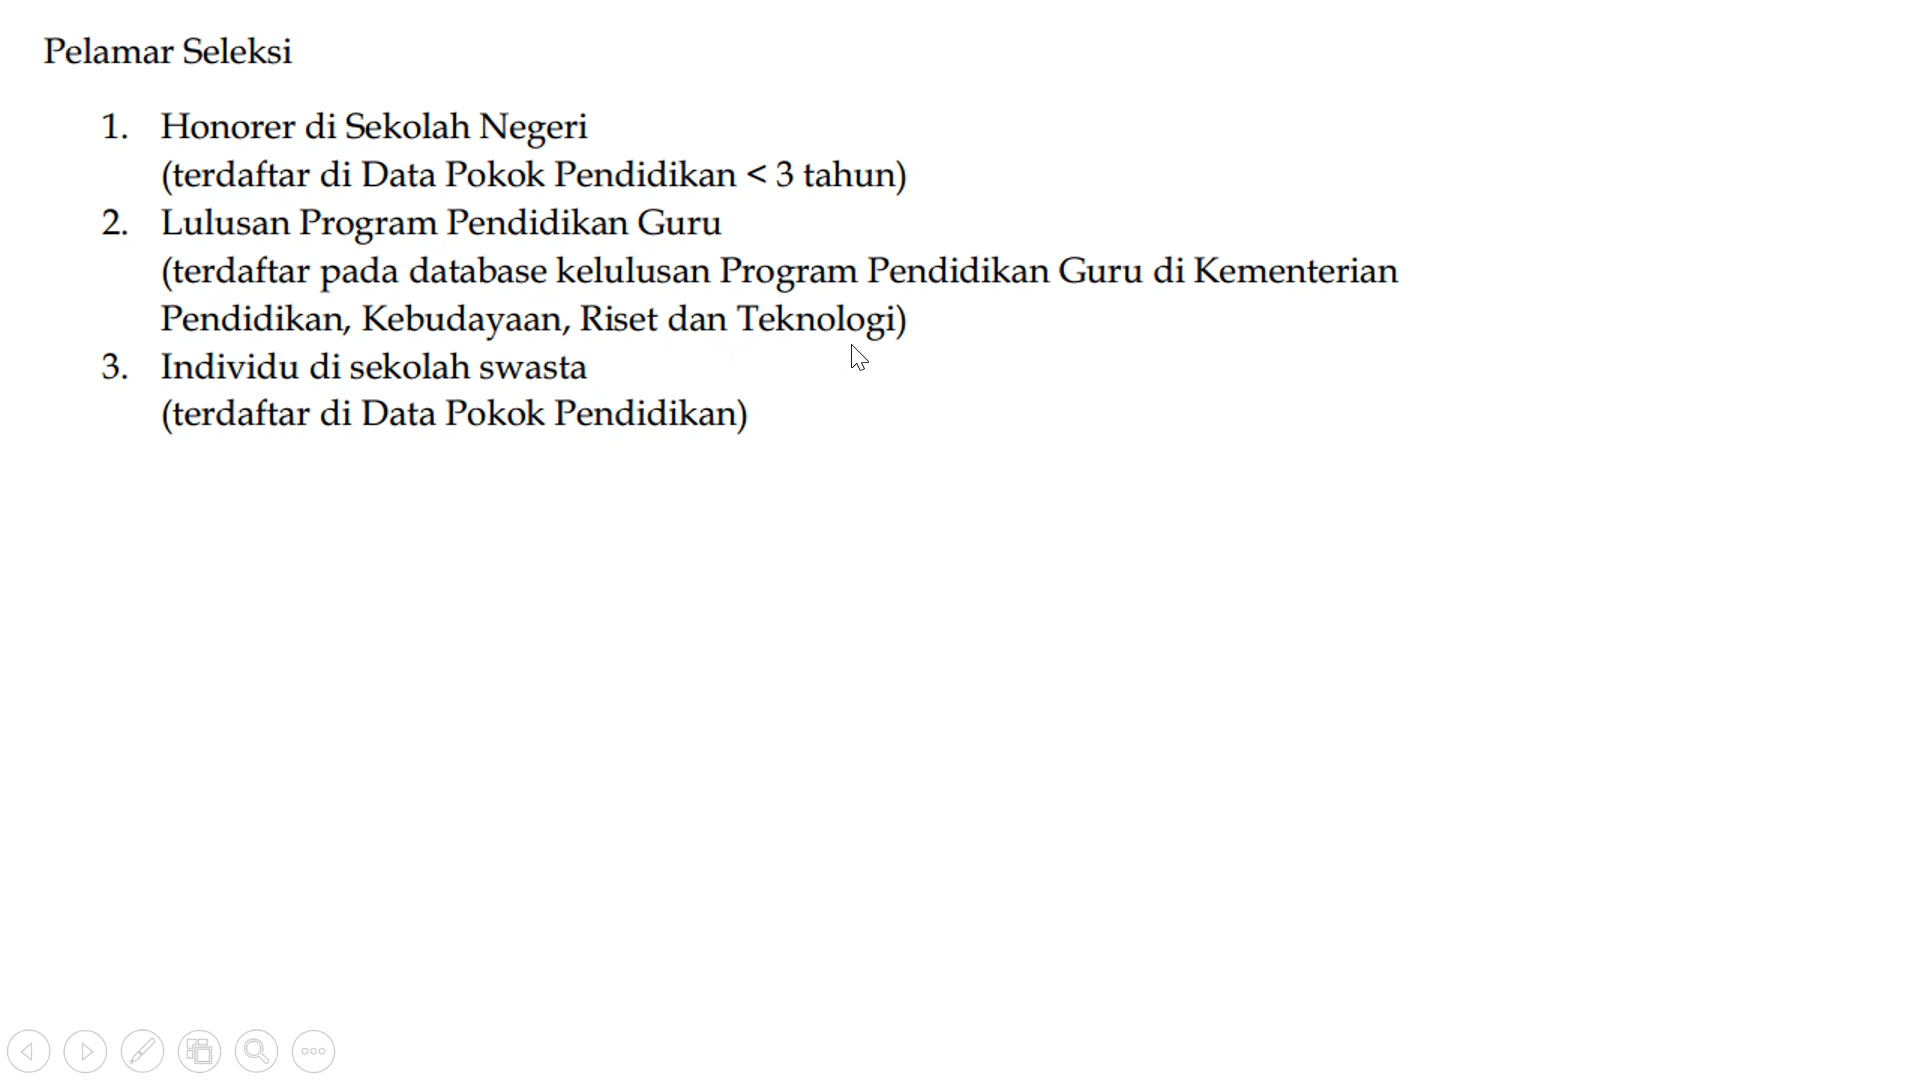 Pelamar Seleksi
1. Honorer di Sekolah Negeri
(terdaftar di Data Pokok Pendidikan < 3 tahun)
2. Lulusan Program Pendidikan Guru
(terdaftar pada database kelulusan Program Pendidikan Guru di Kementerian
Pendidikan, Kebudayaan, Riset dan Teknologi)
3. Individu di sekolah swasta
(terdaftar di Data Pokok Pendidikan)